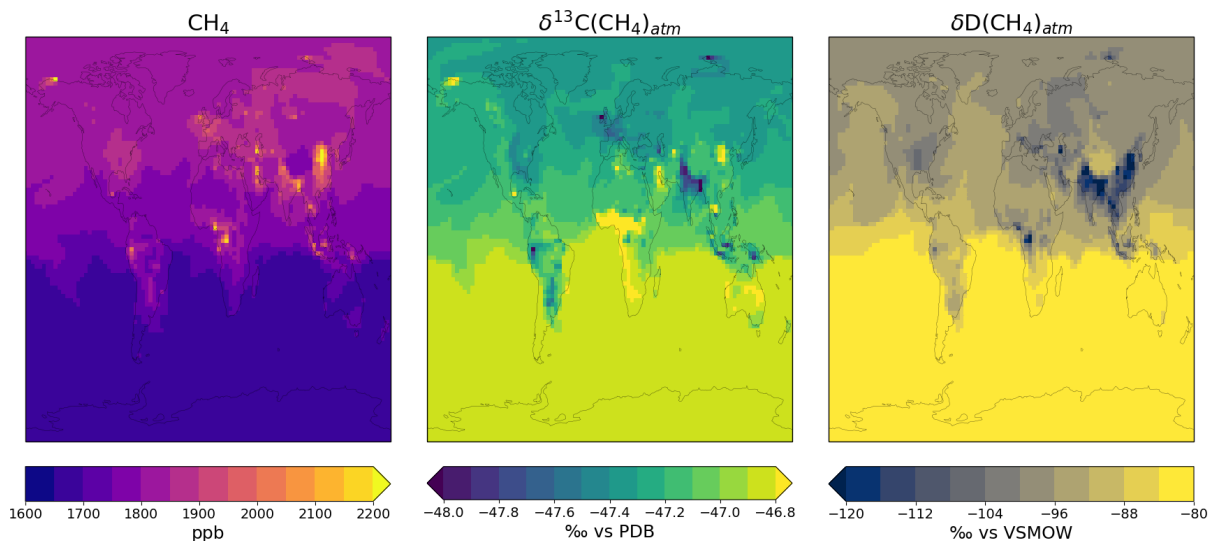 CH₄ δ¹³C(CH₄)ₐₜₘ δD(CH₄)ₐₜₘ
1600 1700 1800 1900 2000 2100 2200 −48.0 −47.8 −47.6 −47.4 −47.2 −47.0 −46.8 −120 −112 −104 −96 −88 −80
ppb ‰ vs PDB ‰ vs VSMOW